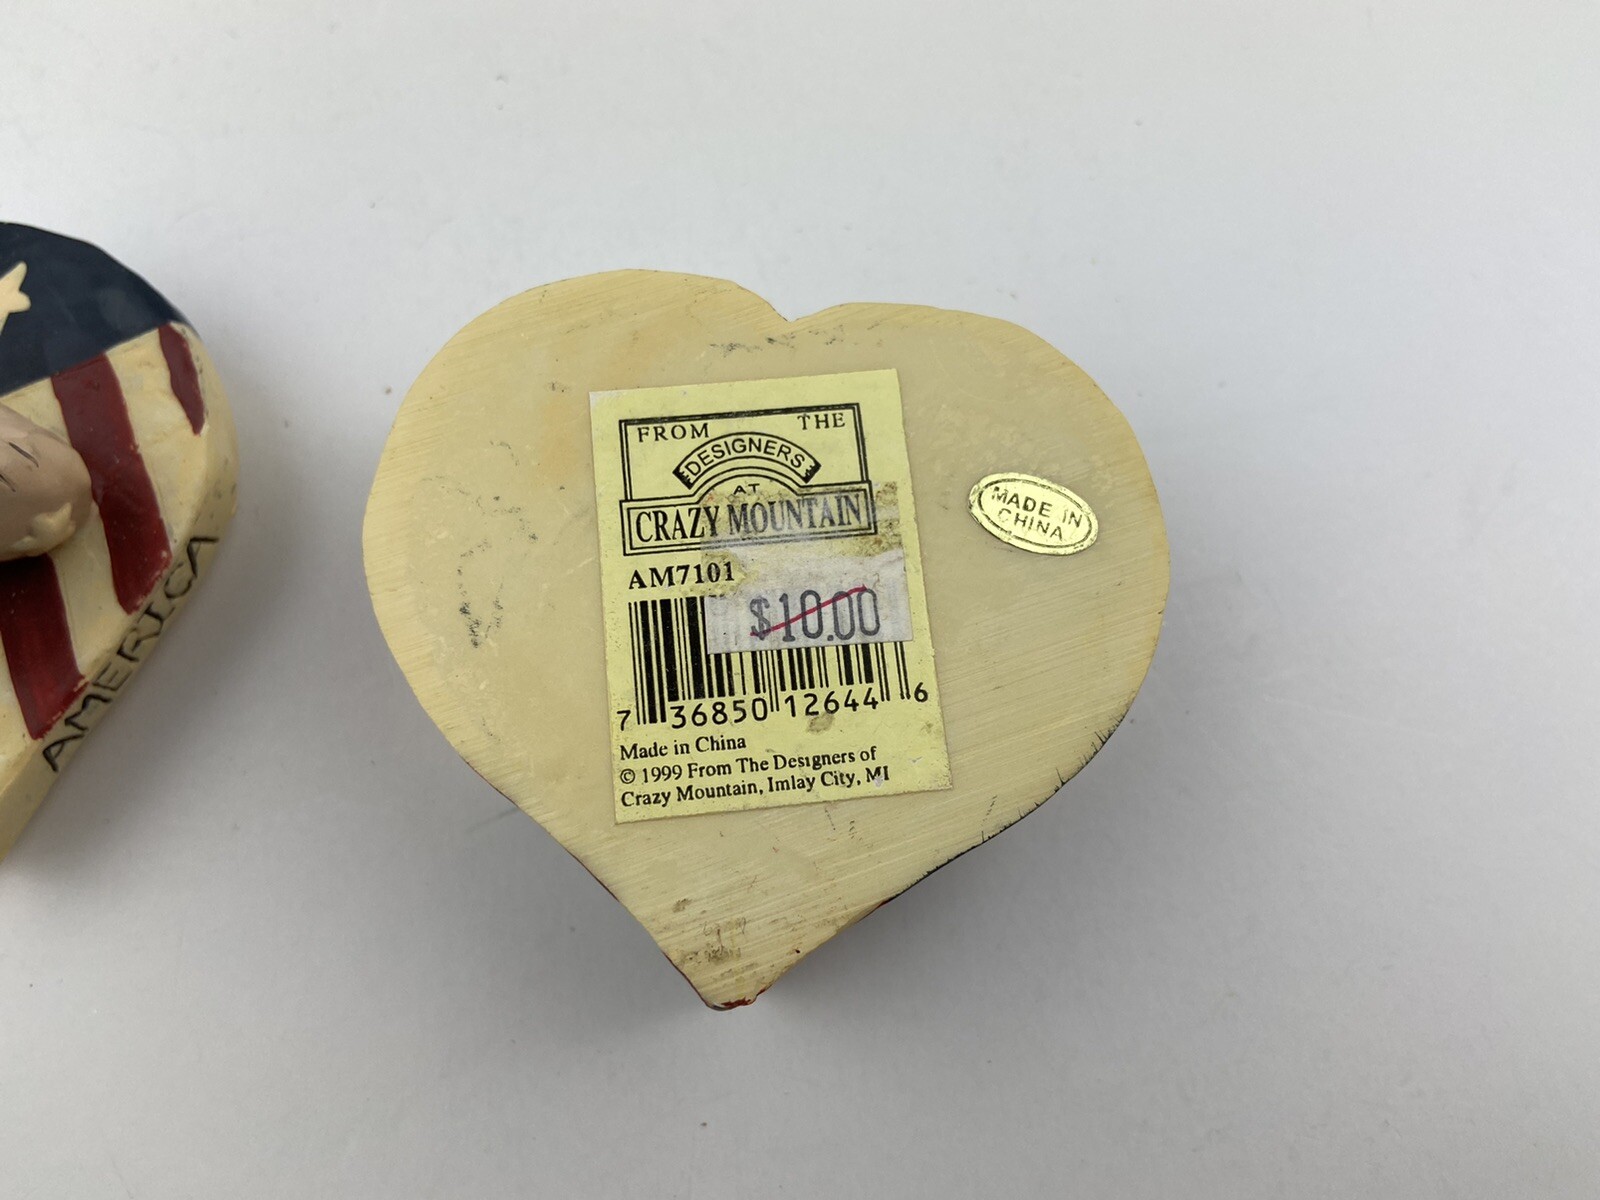 AMERICA
FROM THE
DESIGNERS
AT
CRAZY MOUNTAIN
AM7101
$10.00
7 36850 12644 6
Made in China
© 1999 From The Designers of
Crazy Mountain, Imlay City, MI
MADE IN
CHINA